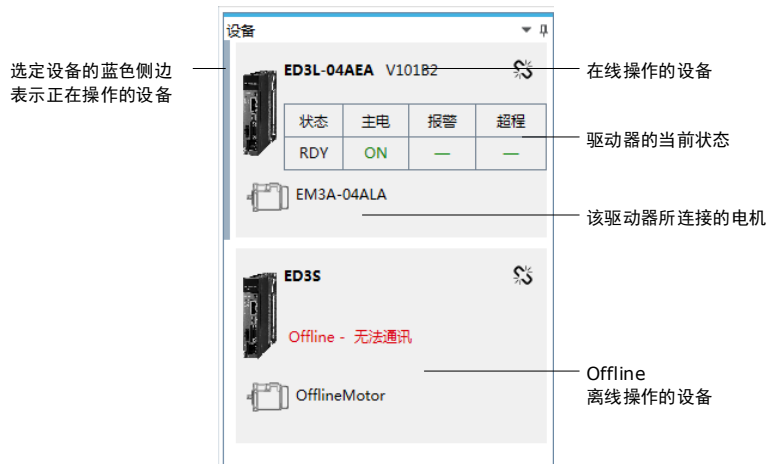 设备
选定设备的蓝色侧边
表示正在操作的设备
ED3L-04AEA V101B2
在线操作的设备
状态 主电 报警 超程
RDY ON — —
驱动器的当前状态
EM3A-04ALA
该驱动器所连接的电机
ED3S
Offline - 无法通讯
OfflineMotor
Offline
离线操作的设备